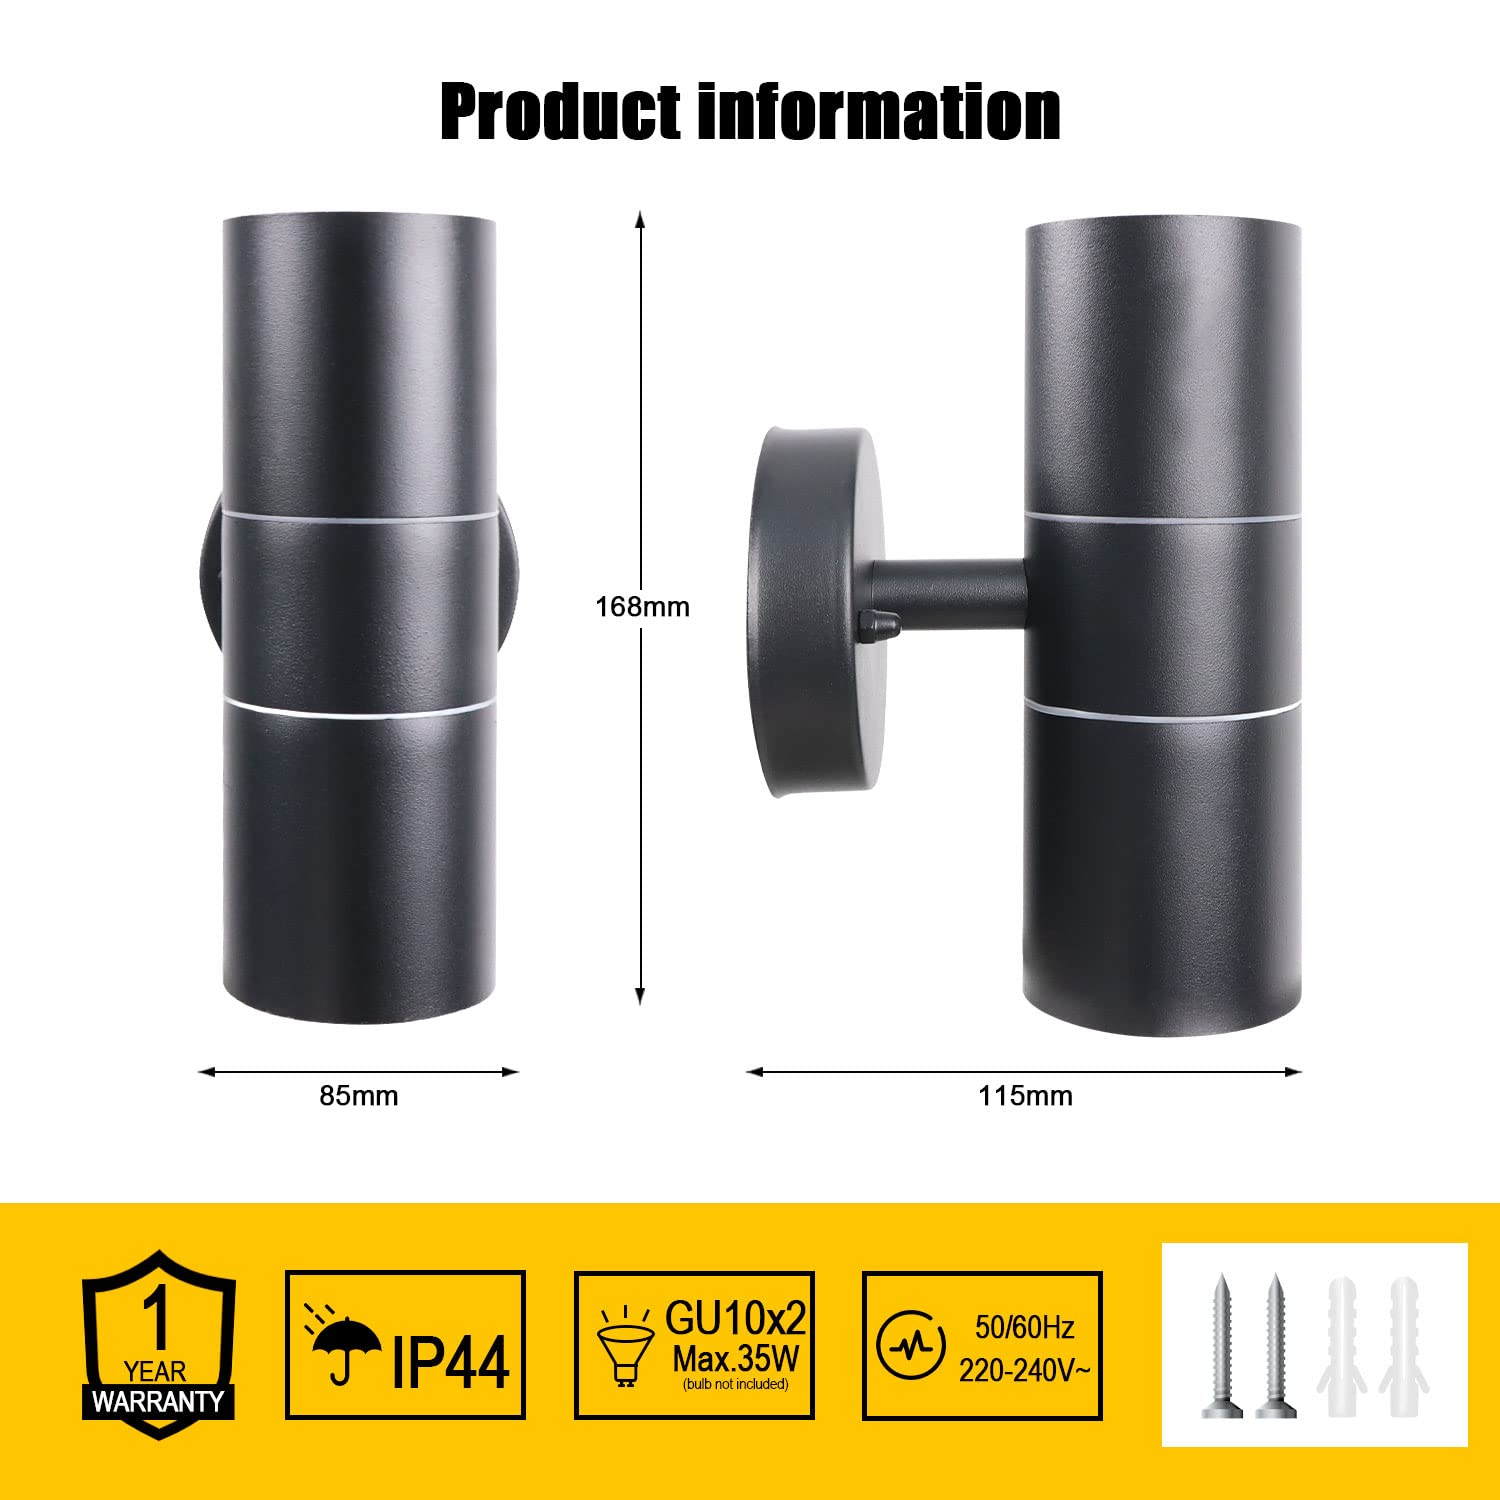 Product information
168mm
85mm
115mm
1
YEAR
WARRANTY
IP44
GU10x2
Max.35W
(bulb not included)
50/60Hz
220-240V~